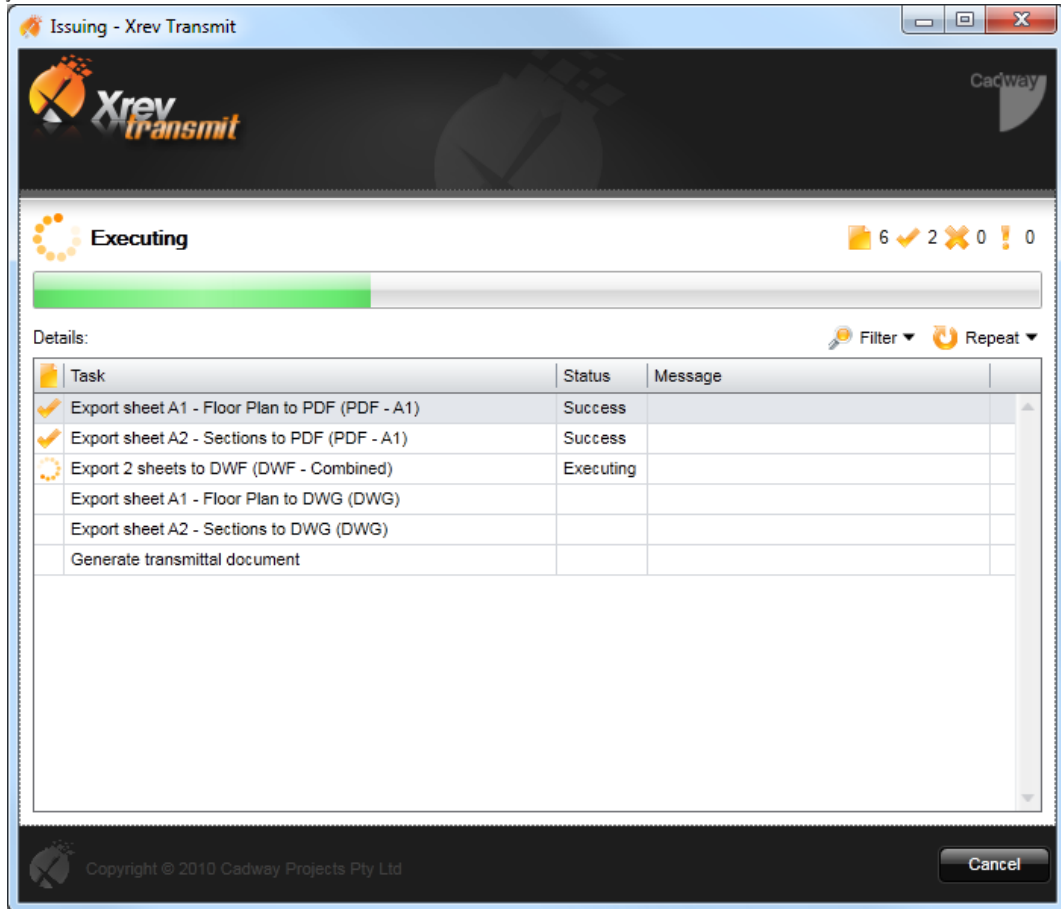 Issuing - Xrev Transmit
Cadway
Xrev
transmit
Executing
6 2 0 0
Details:
Filter Repeat
Task Status Message
Export sheet A1 - Floor Plan to PDF (PDF - A1) Success
Export sheet A2 - Sections to PDF (PDF - A1) Success
Export 2 sheets to DWF (DWF - Combined) Executing
Export sheet A1 - Floor Plan to DWG (DWG)
Export sheet A2 - Sections to DWG (DWG)
Generate transmittal document
Copyright © 2010 Cadway Projects Pty Ltd
Cancel